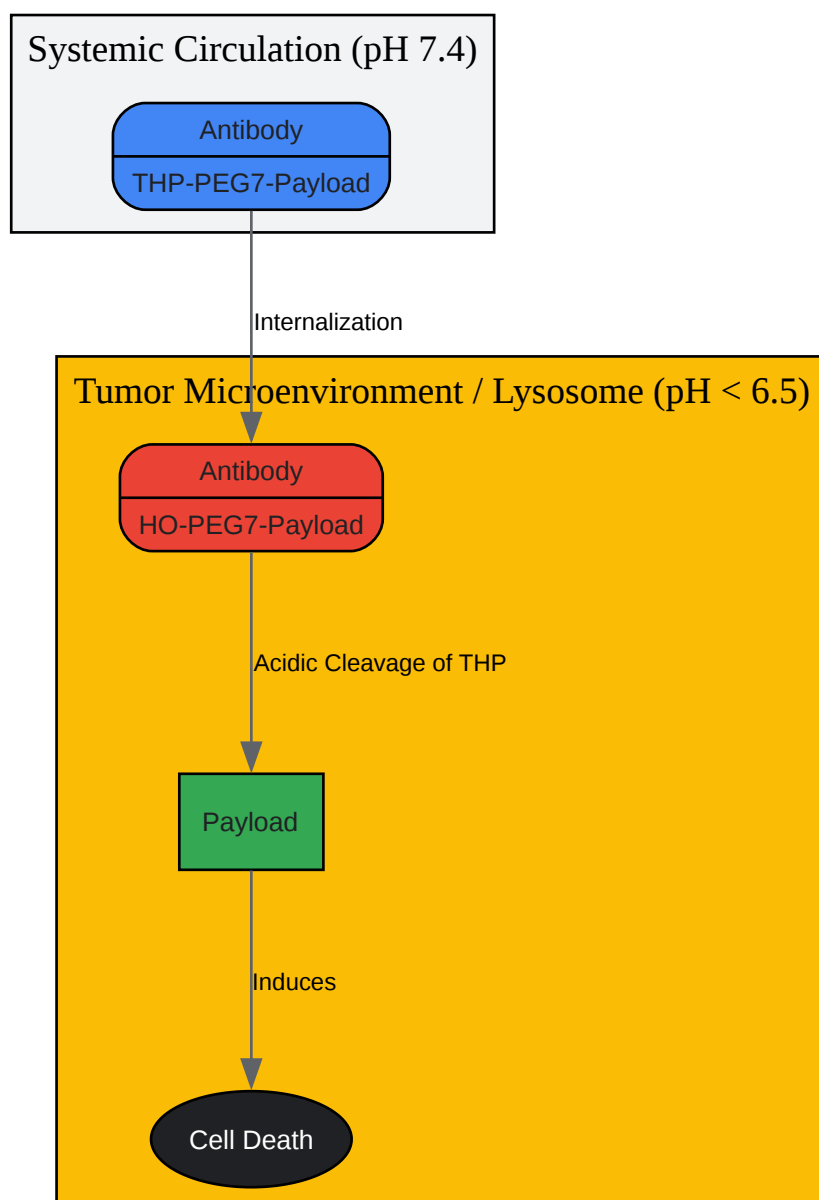 Systemic Circulation (pH 7.4)
Antibody
THP-PEG7-Payload
Internalization
Tumor Microenvironment / Lysosome (pH < 6.5)
Antibody
HO-PEG7-Payload
Acidic Cleavage of THP
Payload
Induces
Cell Death